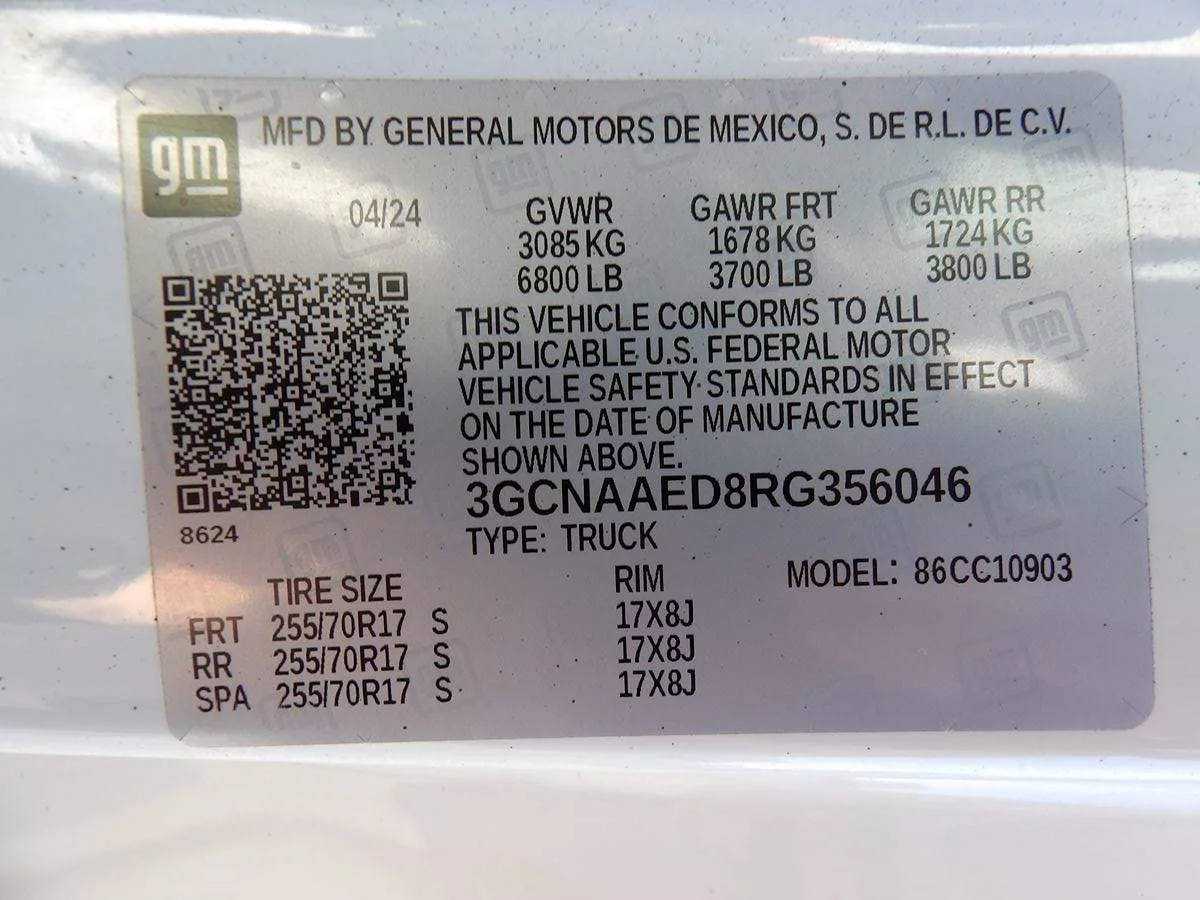 gm MFD BY GENERAL MOTORS DE MEXICO, S. DE R.L. DE C.V.
04/24 GVWR GAWR FRT GAWR RR
3085 KG 1678 KG 1724 KG
6800 LB 3700 LB 3800 LB
THIS VEHICLE CONFORMS TO ALL
APPLICABLE U.S. FEDERAL MOTOR
VEHICLE SAFETY STANDARDS IN EFFECT
ON THE DATE OF MANUFACTURE
SHOWN ABOVE.
3GCNAAED8RG356046
8624 TYPE: TRUCK
TIRE SIZE RIM MODEL: 86CC10903
FRT 255/70R17 S 17X8J
RR 255/70R17 S 17X8J
SPA 255/70R17 S 17X8J